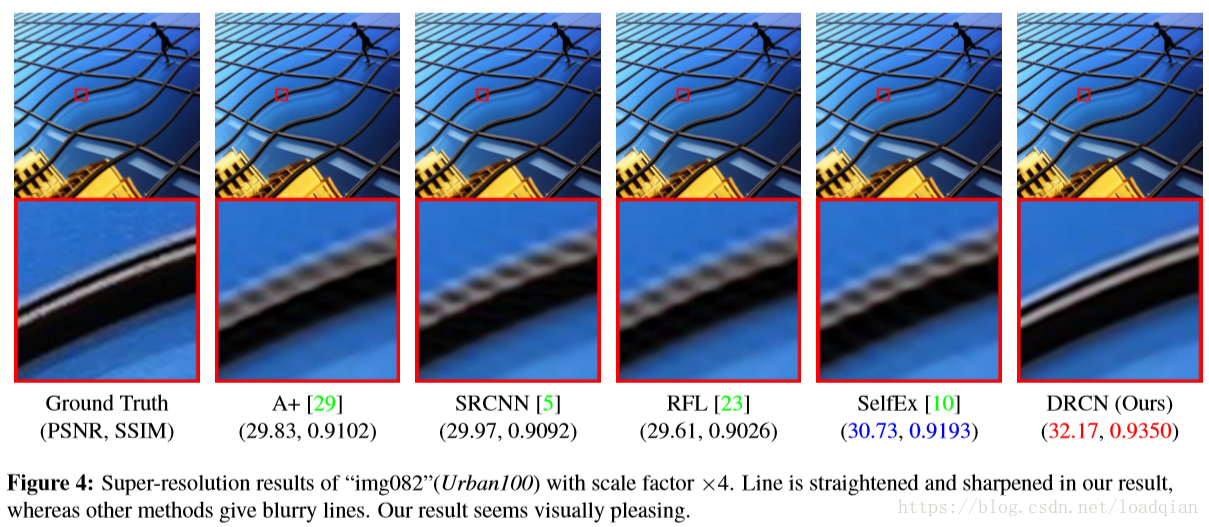 Ground Truth
(PSNR, SSIM)
A+ [29]
(29.83, 0.9102)
SRCNN [5]
(29.97, 0.9092)
RFL [23]
(29.61, 0.9026)
SelfEx [10]
(30.73, 0.9193)
DRCN (Ours)
(32.17, 0.9350)
Figure 4: Super-resolution results of “img082”(Urban100) with scale factor ×4. Line is straightened and sharpened in our result,
whereas other methods give blurry lines. Our result seems visually pleasing.
https://blog.csdn.net/loadqian